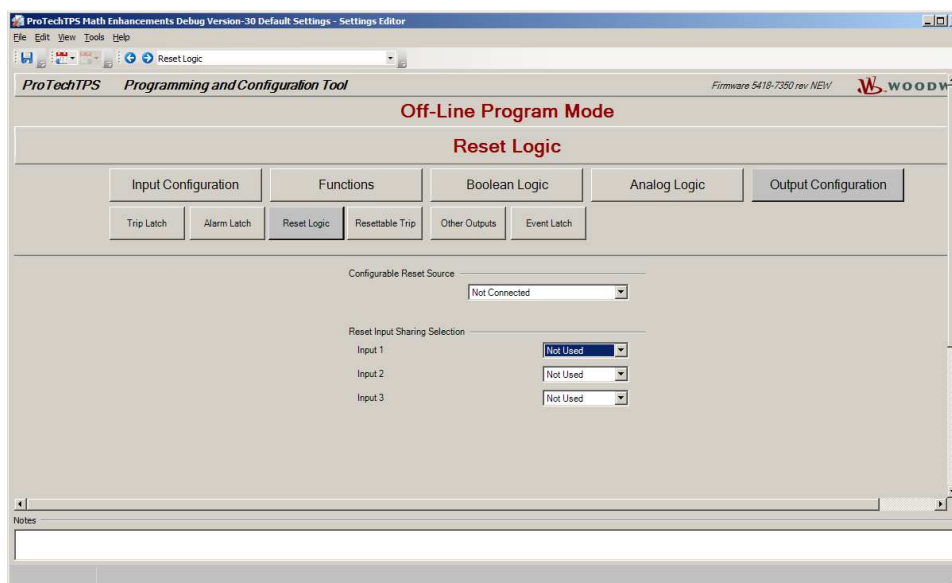 ProTechTPS Math Enhancements Debug Version-30 Default Settings - Settings Editor
File Edit View Tools Help
Reset Logic
ProTechTPS Programming and Configuration Tool Firmware 5418-7350 rev NEW
Off-Line Program Mode
Reset Logic
Input Configuration Functions Boolean Logic Analog Logic Output Configuration
Trip Latch Alarm Latch Reset Logic Resettable Trip Other Outputs Event Latch
Configurable Reset Source
Not Connected
Reset Input Sharing Selection
Input 1 Not Used
Input 2 Not Used
Input 3 Not Used
Notes